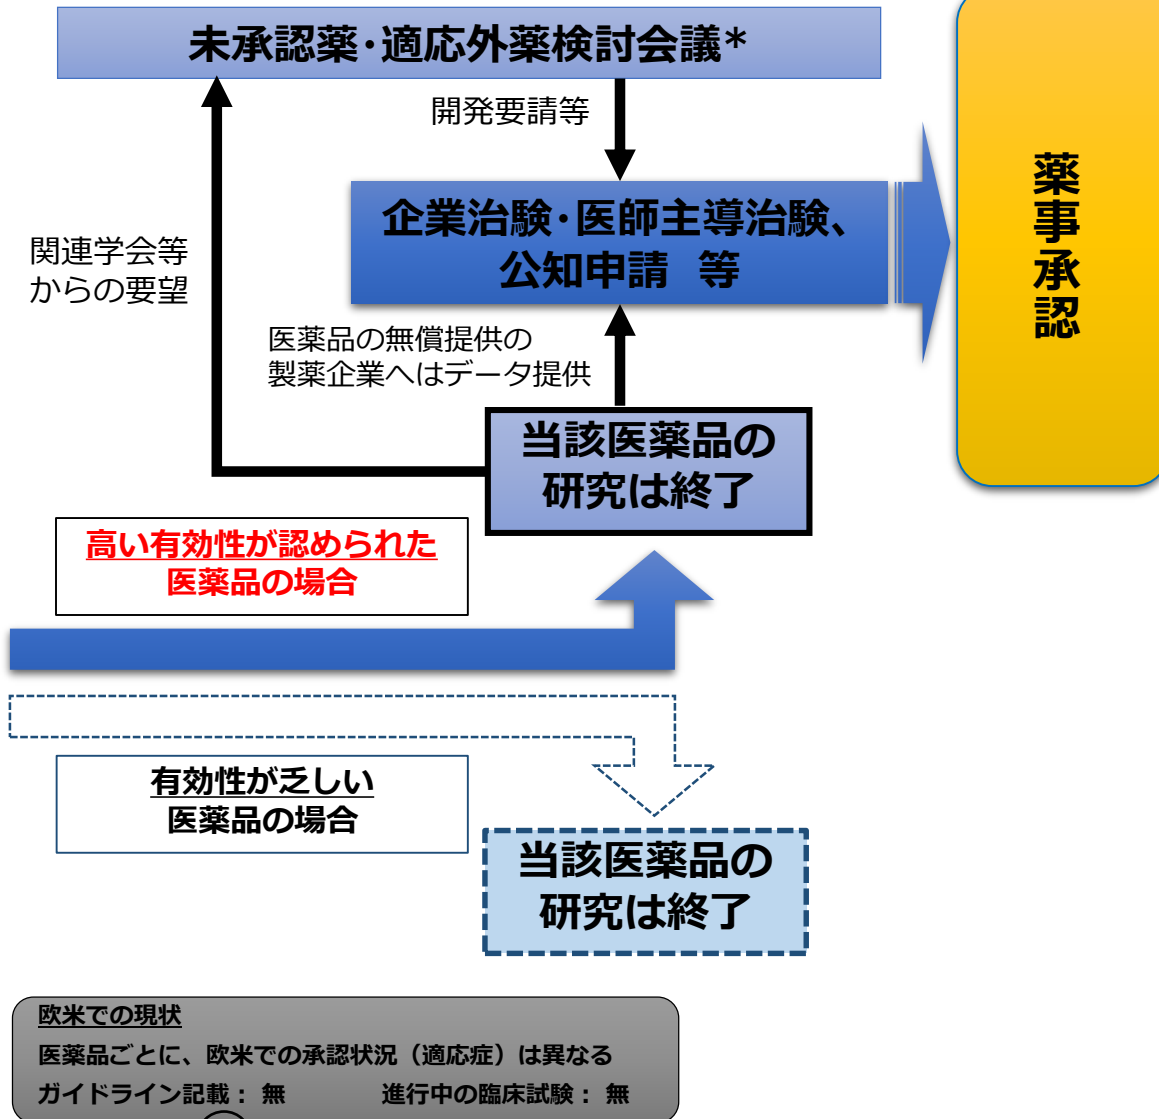 未承認薬・適応外薬検討会議*
開発要請等
企業治験・医師主導治験、
公知申請 等
薬事承認
関連学会等
からの要望
医薬品の無償提供の
製薬企業へはデータ提供
当該医薬品の
研究は終了
高い有効性が認められた
医薬品の場合
有効性が乏しい
医薬品の場合
当該医薬品の
研究は終了
欧米での現状
医薬品ごとに、欧米での承認状況（適応症）は異なる
ガイドライン記載： 無 進行中の臨床試験： 無